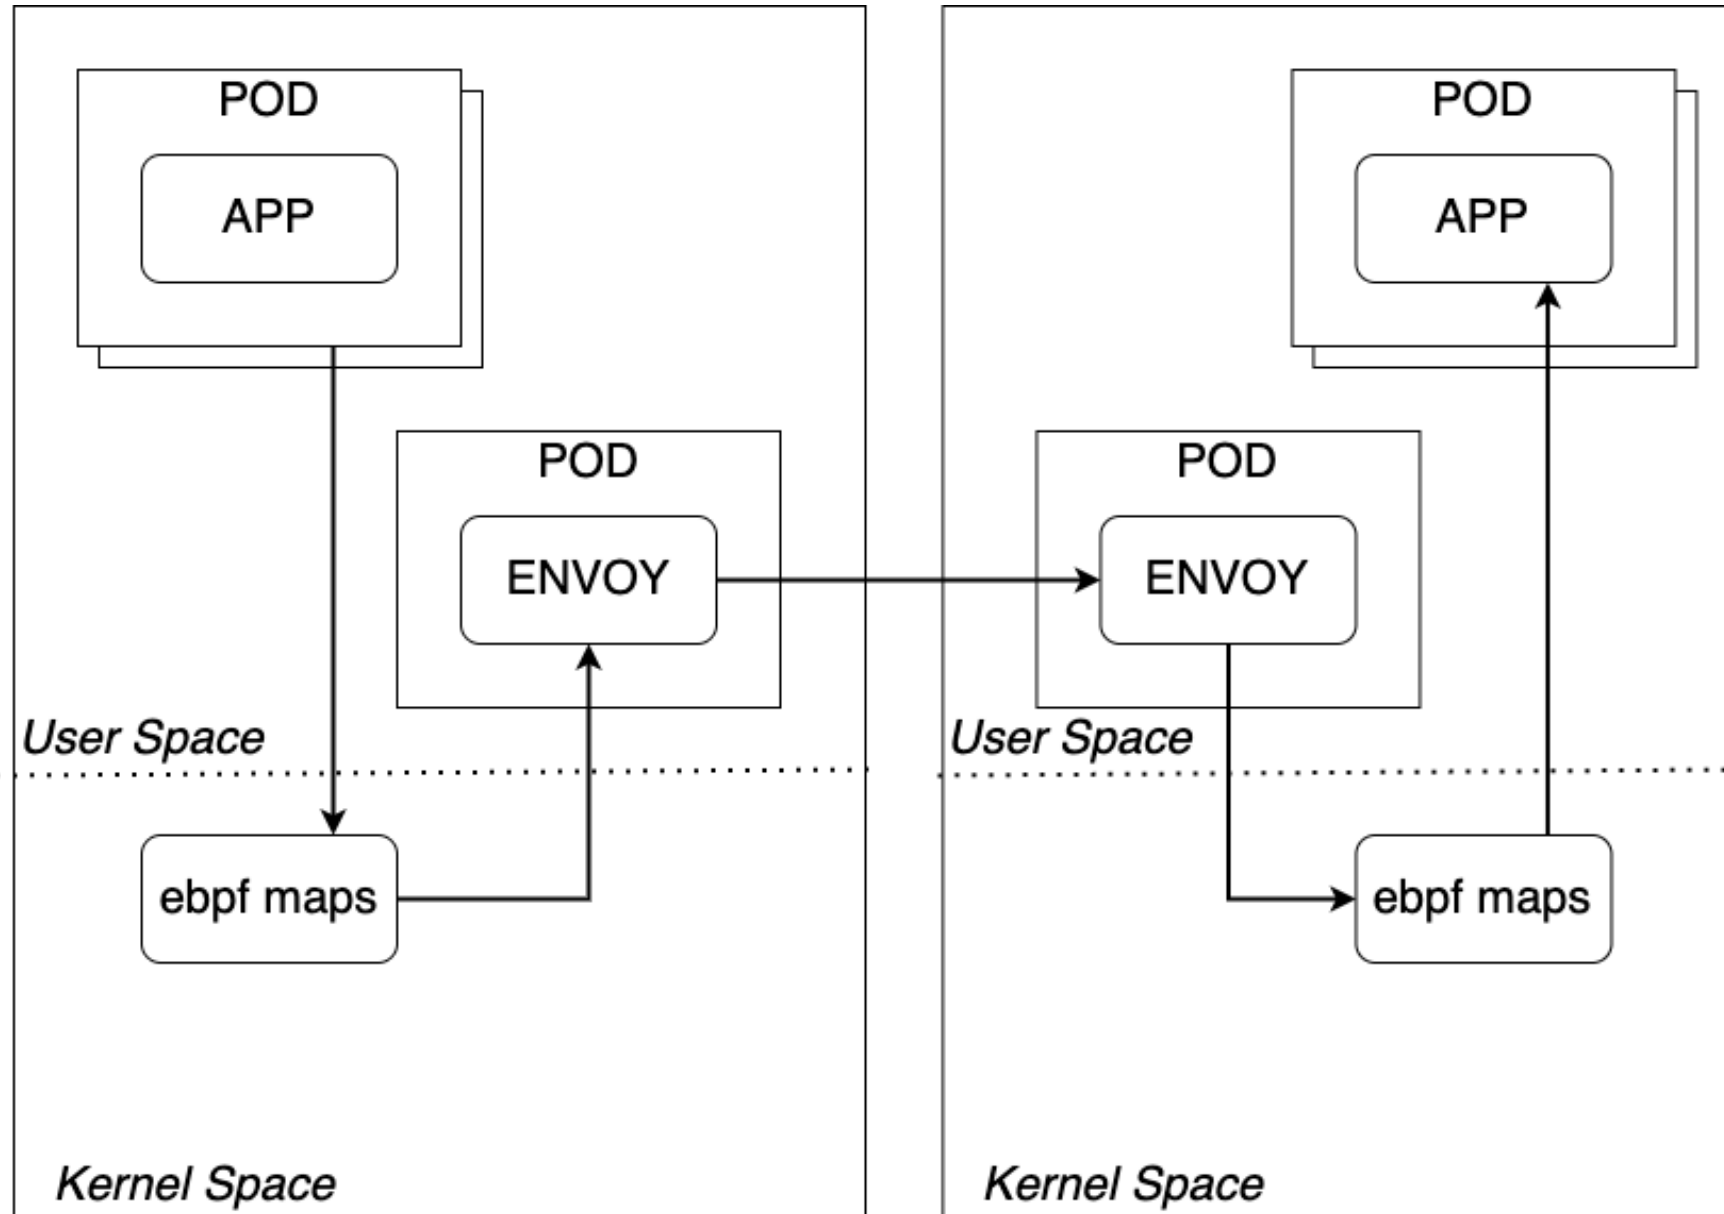 POD
APP
POD
ENVOY
User Space
ebpf maps
Kernel Space
POD
APP
POD
ENVOY
User Space
ebpf maps
Kernel Space